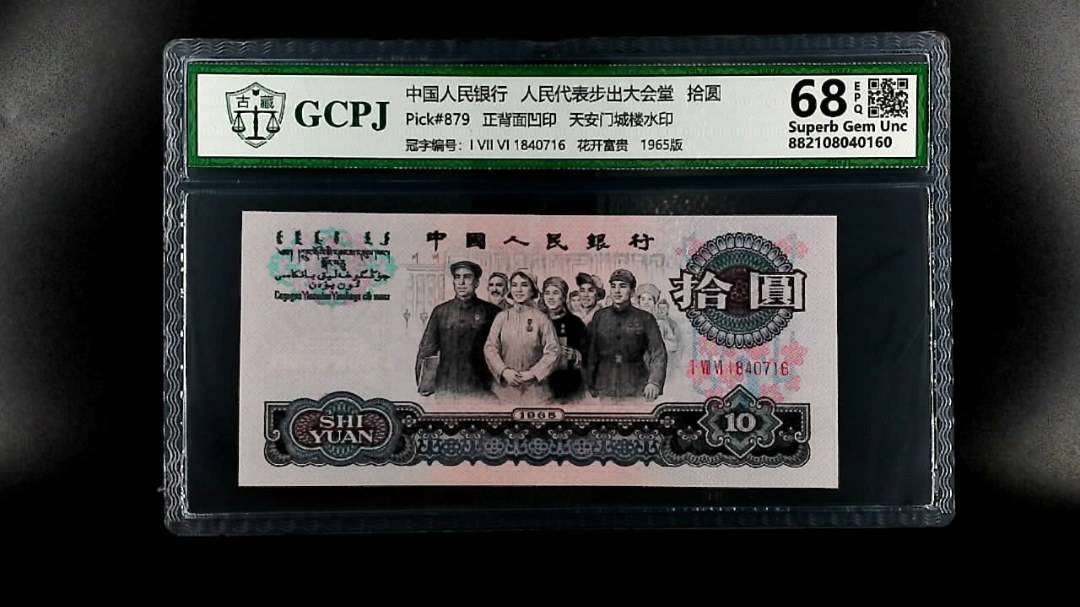 古 藏
GCPJ
中国人民银行 人民代表步出大会堂 拾圆
Pick#879 正背面凹印 天安门城楼水印
冠字编号: I VII VI 1840716 花开富贵 1965版
68 EPQ
Superb Gem Unc
882108040160
中國人民銀行
拾圓
I VII VI 1840716
1965
SHI
YUAN
10